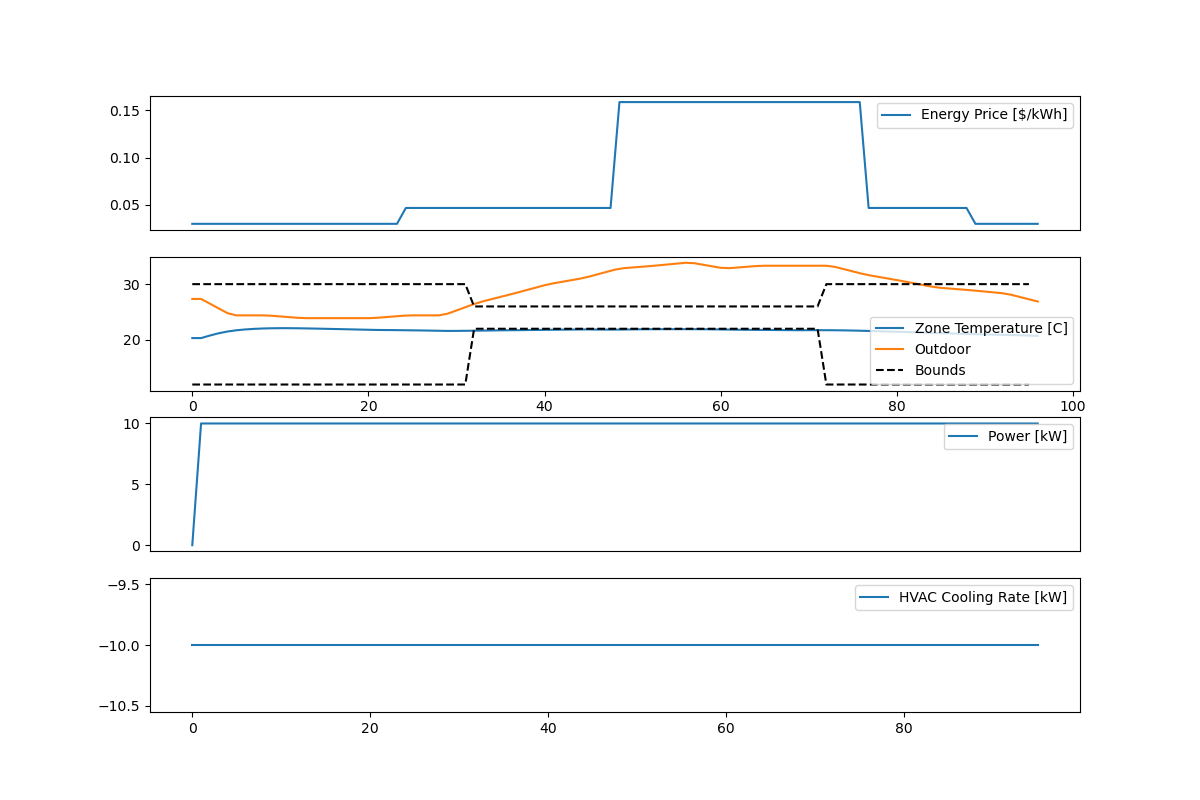 0.15
0.10
0.05
Energy Price [$/kWh]
30
20
Zone Temperature [C]
Outdoor
Bounds
0 20 40 60 80 100
10
5
0
Power [kW]
−9.5
−10.0
−10.5
HVAC Cooling Rate [kW]
0 20 40 60 80